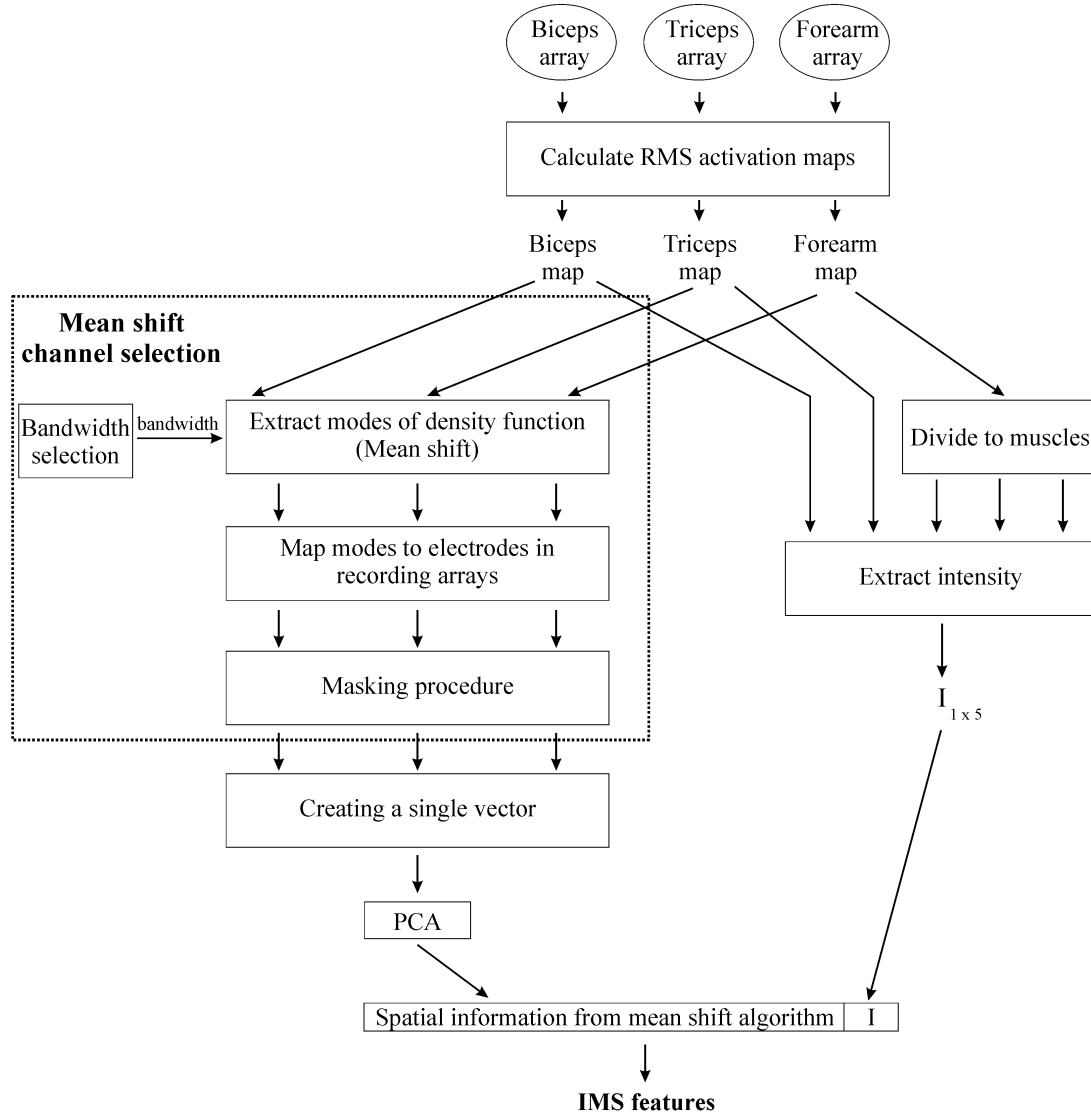 Biceps
array
Triceps
array
Forearm
array
Calculate RMS activation maps
Biceps
map
Triceps
map
Forearm
map
Mean shift
channel selection
Bandwidth
selection
bandwidth
Extract modes of density function
(Mean shift)
Divide to muscles
Map modes to electrodes in
recording arrays
Extract intensity
Masking procedure
I 1 x 5
Creating a single vector
PCA
Spatial information from mean shift algorithm
I
IMS features